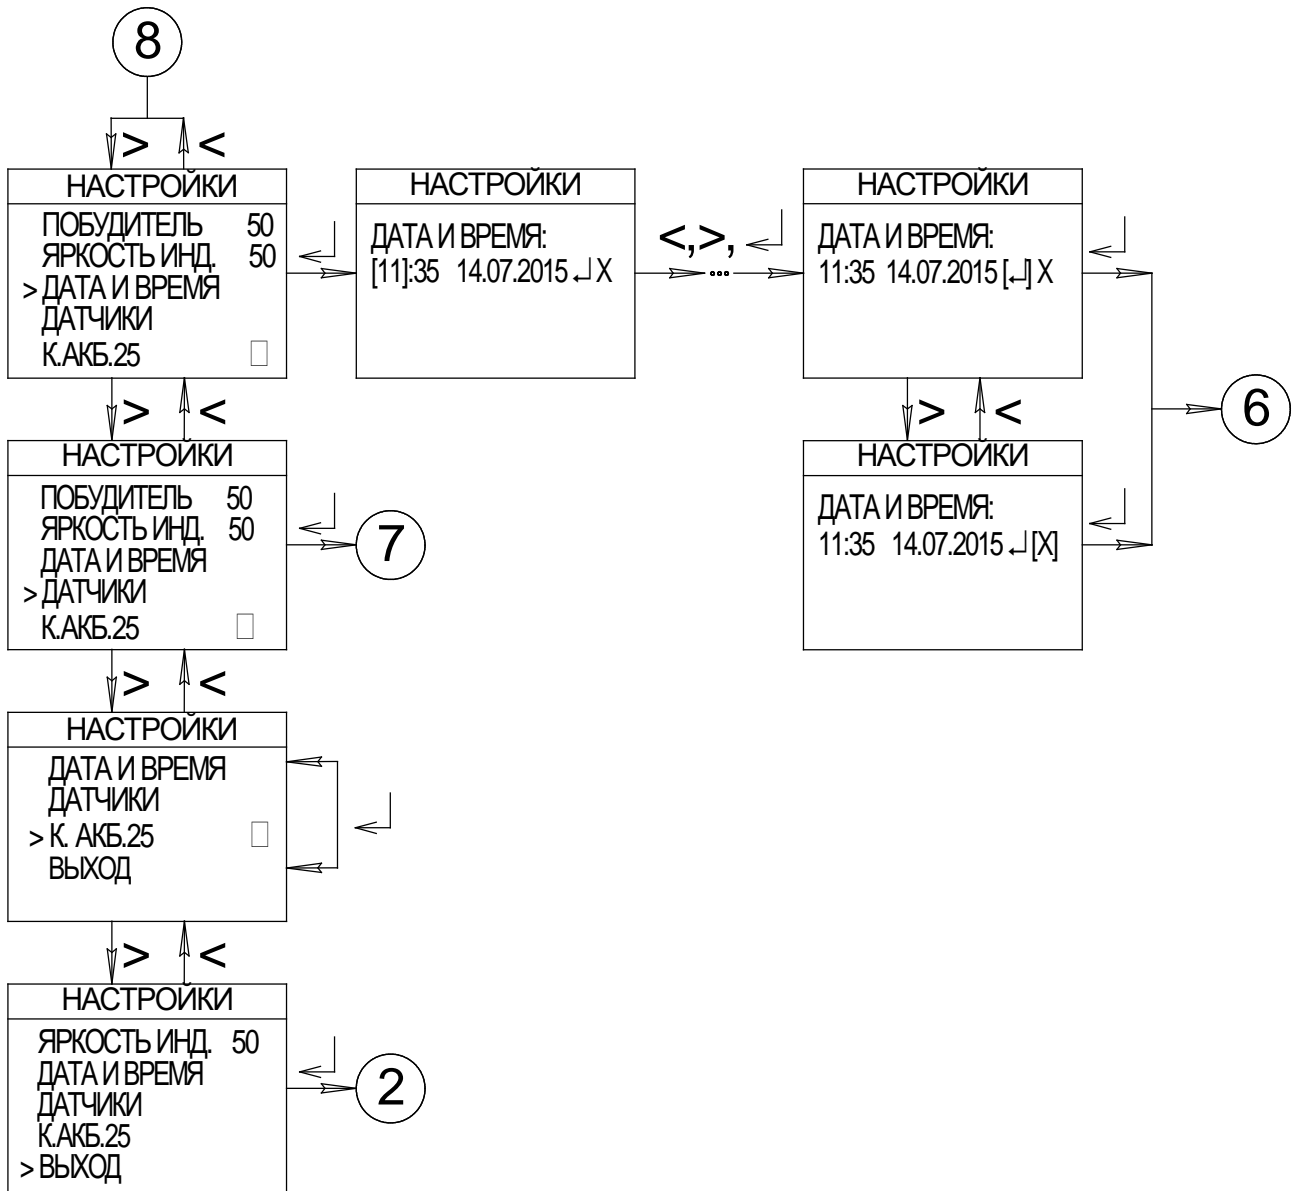 8
> <
НАСТРОЙКИ
ПОБУДИТЕЛЬ 50
ЯРКОСТЬ ИНД. 50
> ДАТА И ВРЕМЯ
ДАТЧИКИ
К.АКБ.25
НАСТРОЙКИ
ДАТА И ВРЕМЯ:
[11]:35 14.07.2015 ↵ X
<,>, ↵
...
НАСТРОЙКИ
ДАТА И ВРЕМЯ:
11:35 14.07.2015 [↵] X
> <
> <
6
НАСТРОЙКИ
ПОБУДИТЕЛЬ 50
ЯРКОСТЬ ИНД. 50
ДАТА И ВРЕМЯ
> ДАТЧИКИ
К.АКБ.25
7
НАСТРОЙКИ
ДАТА И ВРЕМЯ:
11:35 14.07.2015 ↵ [X]
> <
НАСТРОЙКИ
ДАТА И ВРЕМЯ
ДАТЧИКИ
> К. АКБ.25
ВЫХОД
> <
НАСТРОЙКИ
ЯРКОСТЬ ИНД. 50
ДАТА И ВРЕМЯ
ДАТЧИКИ
К.АКБ.25
> ВЫХОД
2